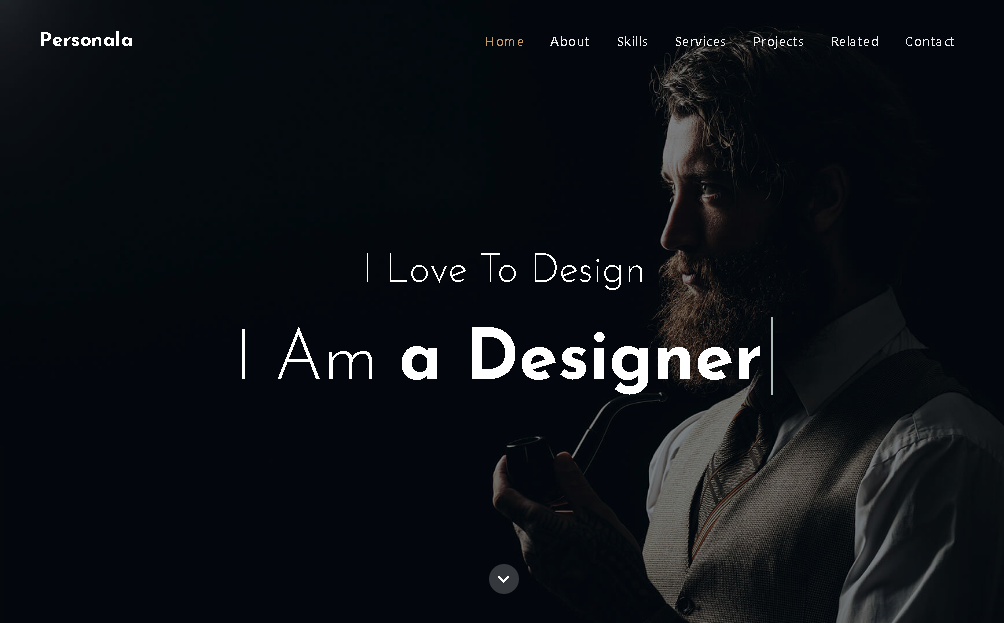 Personala
Home About Skills Services Projects Related Contact
I Love To Design
I Am a Designer